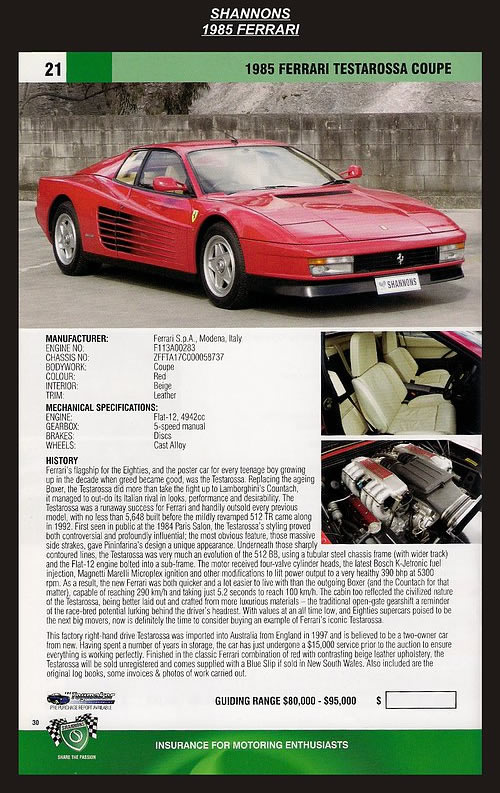 SHANNONS
1985 FERRARI
21
1985 FERRARI TESTAROSSA COUPE
SHANNONS
MANUFACTURER: Ferrari S.p.A., Modena, Italy
ENGINE NO: F113A00283
CHASSIS NO: ZFFTA17C000058737
BODYWORK: Coupe
COLOUR: Red
INTERIOR: Beige
TRIM: Leather
MECHANICAL SPECIFICATIONS:
ENGINE: Flat-12, 4942cc
GEARBOX: 5-speed manual
BRAKES: Discs
WHEELS: Cast Alloy
HISTORY
Ferrari's flagship for the Eighties, and the poster car for every teenage boy growing
up in the decade when greed became good, was the Testarossa. Replacing the ageing
Boxer, the Testarossa did more than take the fight up to Lamborghini's Countach,
it managed to out-do its Italian rival in looks, performance and desirability. The
Testarossa was a runaway success for Ferrari and handily outsold every previous
model, with no less than 5,648 built before the mildly revamped 512 TR came along
in 1992. First seen in public at the 1984 Paris Salon, the Testarossa's styling proved
both controversial and profoundly influential; the most obvious feature, those massive
side strakes, gave Pininfarina's design a unique appearance. Underneath those sharply
contoured lines, the Testarossa was very much an evolution of the 512 BB, using a tubular steel chassis frame (with wider track)
and the Flat-12 engine bolted into a sub-frame. The motor received four-valve cylinder heads, the latest Bosch K-Jetronic fuel
injection, Magnetti Marelli Microplex ignition and other modifications to lift power output to a very healthy 390 bhp at 6300
rpm. As a result, the new Ferrari was both quicker and a lot easier to live with than the outgoing Boxer (and the Countach for that
matter), capable of reaching 290 km/h and taking just 5.2 seconds to reach 100 km/h. The cabin too reflected the civilized nature
of the Testarossa, being better laid out and crafted from more luxurious materials – the traditional open-gate gearshift a reminder
of the race-bred potential lurking behind the driver's headrest. With values at an all time low, and Eighties supercars poised to be
the next big movers, now is definitely the time to consider buying an example of Ferrari's iconic Testarossa.
This factory right-hand drive Testarossa was imported into Australia from England in 1997 and is believed to be a two-owner car
from new. Having spent a number of years in storage, the car has just undergone a $15,000 service prior to the auction to ensure
everything is working perfectly. Finished in the classic Ferrari combination of red with contrasting beige leather upholstery, the
Testarossa will be sold unregistered and comes supplied with a Blue Slip if sold in New South Wales. Also included are the
original log books, some invoices & photos of work carried out.
PRE PURCHASE REPORT AVAILABLE
GUIDING RANGE $80,000 - $95,000 $
30
SHANNONS
SHARE THE PASSION
INSURANCE FOR MOTORING ENTHUSIASTS